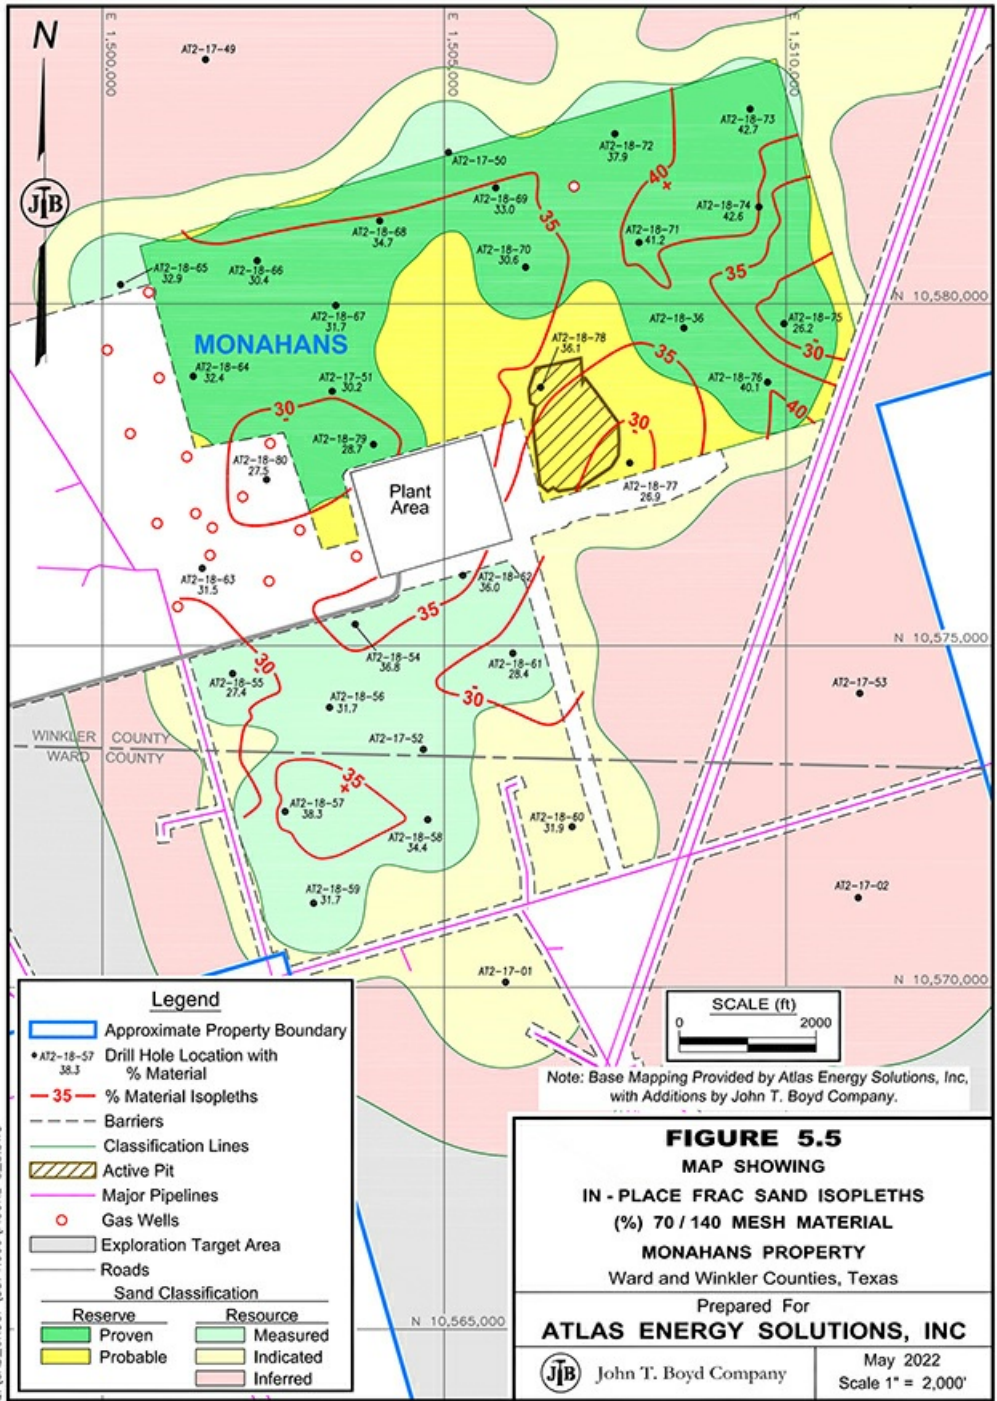 N
JTB
E 1,500,000
E 1,505,000
E 1,510,000
AT2-17-49
AT2-18-73
42.7
AT2-18-72
37.9
AT2-17-50
40
AT2-18-69
33.0
AT2-18-74
42.6
35
AT2-18-68
34.7
AT2-18-71
41.2
AT2-18-70
30.6
AT2-18-65
32.9
AT2-18-66
30.4
35
N 10,580,000
AT2-18-67
31.7
AT2-18-36
AT2-18-75
26.2
MONAHANS
AT2-18-78
36.1
35
30
AT2-18-64
32.4
AT2-17-51
30.2
AT2-18-76
40.1
30
40
30
AT2-18-79
28.7
AT2-18-80
27.5
AT2-18-77
26.9
Plant
Area
AT2-18-63
31.5
AT2-18-62
36.0
35
N 10,575,000
AT2-18-54
36.8
30
AT2-18-61
28.4
AT2-18-55
27.4
AT2-18-56
31.7
30
AT2-17-53
WINKLER COUNTY
WARD COUNTY
AT2-17-52
35
AT2-18-57
38.3
AT2-18-58
34.4
AT2-18-60
31.9
AT2-18-59
31.7
AT2-17-02
AT2-17-01
N 10,570,000
Legend
Approximate Property Boundary
AT2-18-57
38.3
Drill Hole Location with
% Material
35
% Material Isopleths
Barriers
Classification Lines
Active Pit
Major Pipelines
Gas Wells
Exploration Target Area
Roads
Sand Classification
Reserve
Resource
Proven
Measured
Probable
Indicated
Inferred
SCALE (ft)
0
2000
Note: Base Mapping Provided by Atlas Energy Solutions, Inc,
with Additions by John T. Boyd Company.
N 10,565,000
FIGURE 5.5
MAP SHOWING
IN - PLACE FRAC SAND ISOPLETHS
(%) 70 / 140 MESH MATERIAL
MONAHANS PROPERTY
Ward and Winkler Counties, Texas
Prepared For
ATLAS ENERGY SOLUTIONS, INC
JTB
John T. Boyd Company
May 2022
Scale 1" = 2,000'